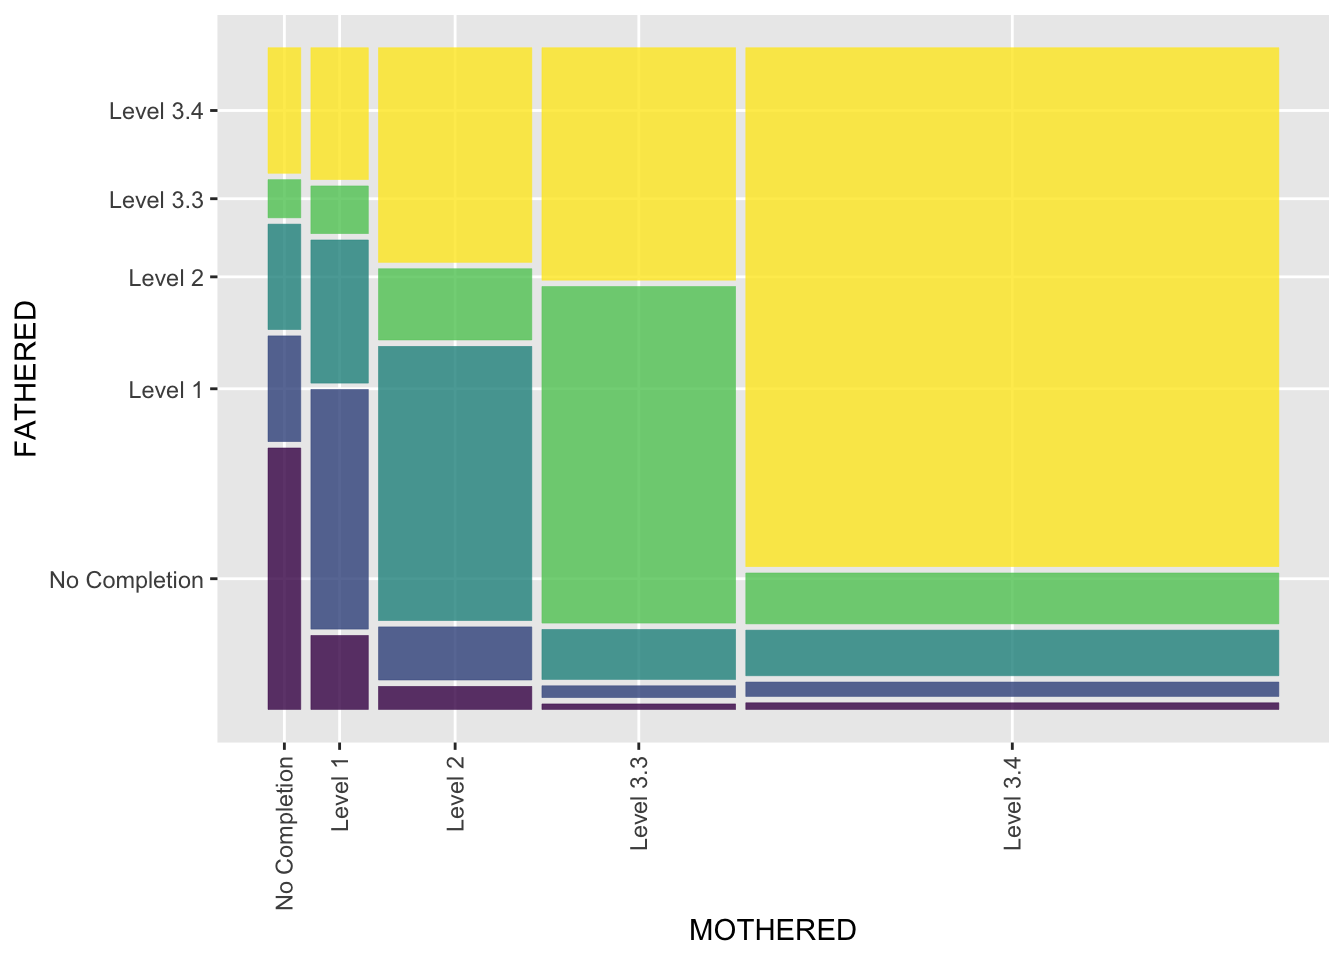 Level 3.4
Level 3.3
Level 2
Level 1
No Completion
FATHERED
No Completion
Level 1
Level 2
Level 3.3
Level 3.4
MOTHERED